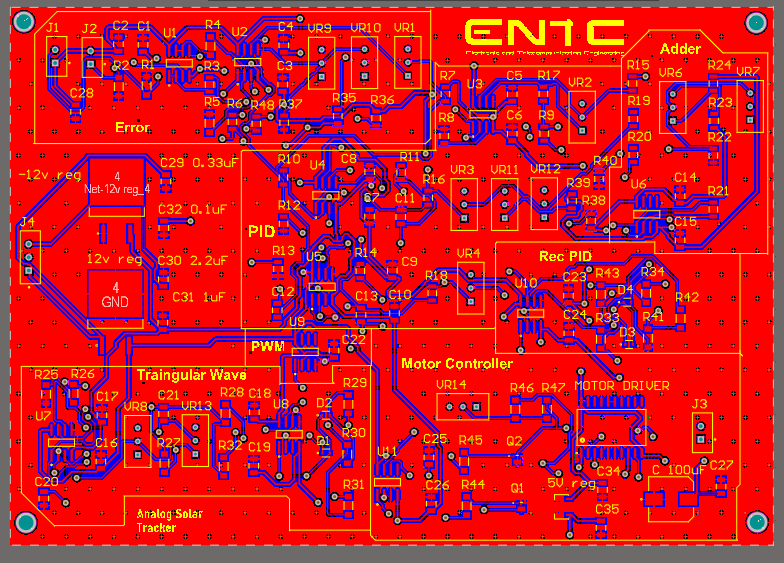 J1
J2
C2
C1
U1
R4
U2
C4
VR9
VR10
VR1
ENTC
Electronic and Telecommunication Engineering
Adder
R2
R1
R3
C3
C28
R5
R6
R48
R37
R35
R36
Error
R7
U3
C5
R17
VR2
R15
VR6
R24
VR7
R8
C6
R9
R19
R23
R20
R22
-12v reg
4
Net-12v reg_4
C29 0.33uF
R10
U4
C8
R11
VR3
VR11
VR12
R40
R39
U6
C14
R21
J4
C32 0.1uF
R12
C7
C11
R16
R38
C15
PID
12v reg
4
GND
C30 2.2uF
R13
U5
R14
C9
R18
VR4
Rec PID
U10
C23
R43
D4
R34
R42
C31 1uF
C12
C13
C10
C24
R33
D3
R41
U9
PWM
C22
Motor Controller
R25
R26
Traingular Wave
R29
U7
C17
VR8
C21
VR13
R28
C18
U8
D2
VR14
R46
R47
MOTOR DRIVER
J3
C16
R27
R32
C19
D1
R30
U11
C25
R45
Q2
C20
R31
C26
R44
Q1
5V reg
C34
C 100uF
C27
C35
Analog Solar
Tracker